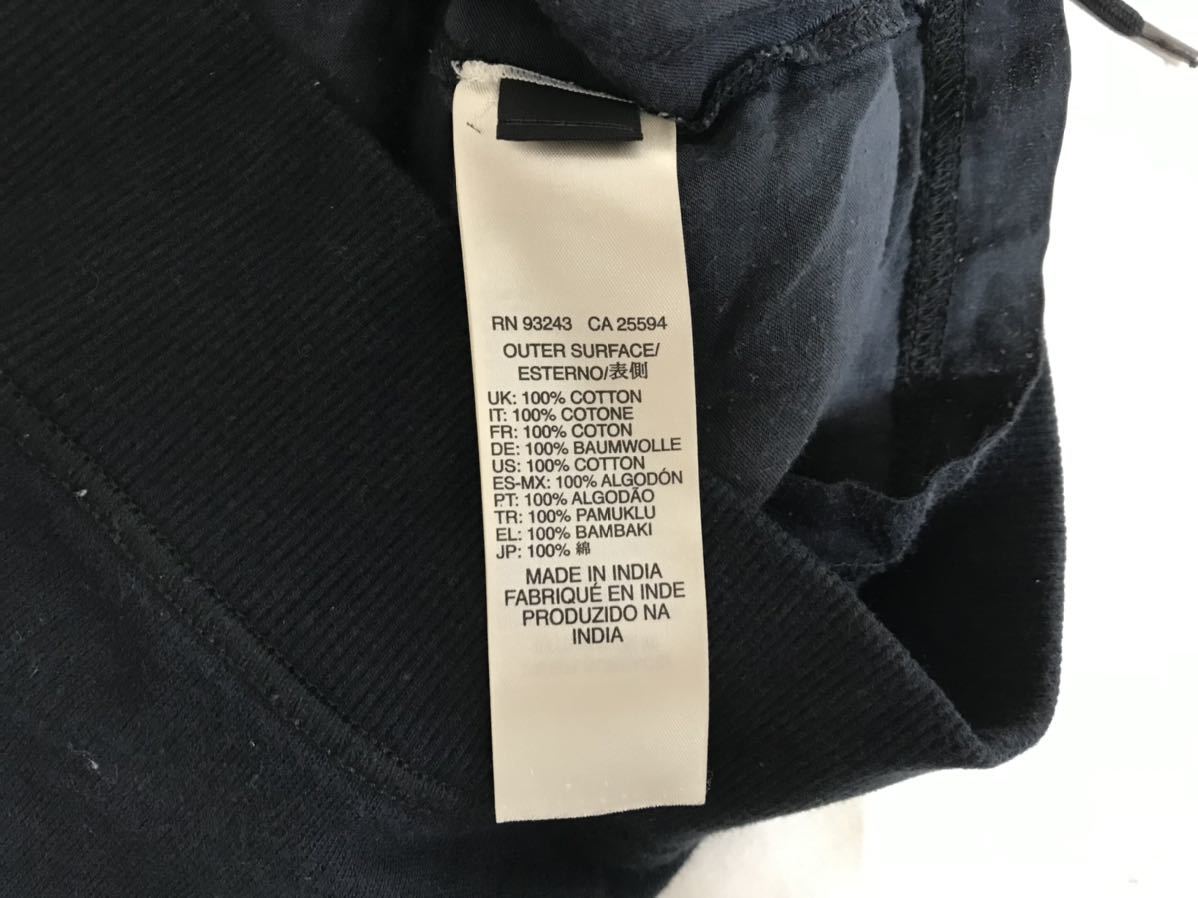 RN 93243 CA 25594
OUTER SURFACE/
ESTERNO/表側
UK: 100% COTTON
IT: 100% COTONE
FR: 100% COTON
DE: 100% BAUMWOLLE
US: 100% COTTON
ES-MX: 100% ALGODÓN
PT: 100% ALGODÃO
TR: 100% PAMUKLU
EL: 100% BAMBAKI
JP: 100% 綿
MADE IN INDIA
FABRIQUÉ EN INDE
PRODUZIDO NA
INDIA